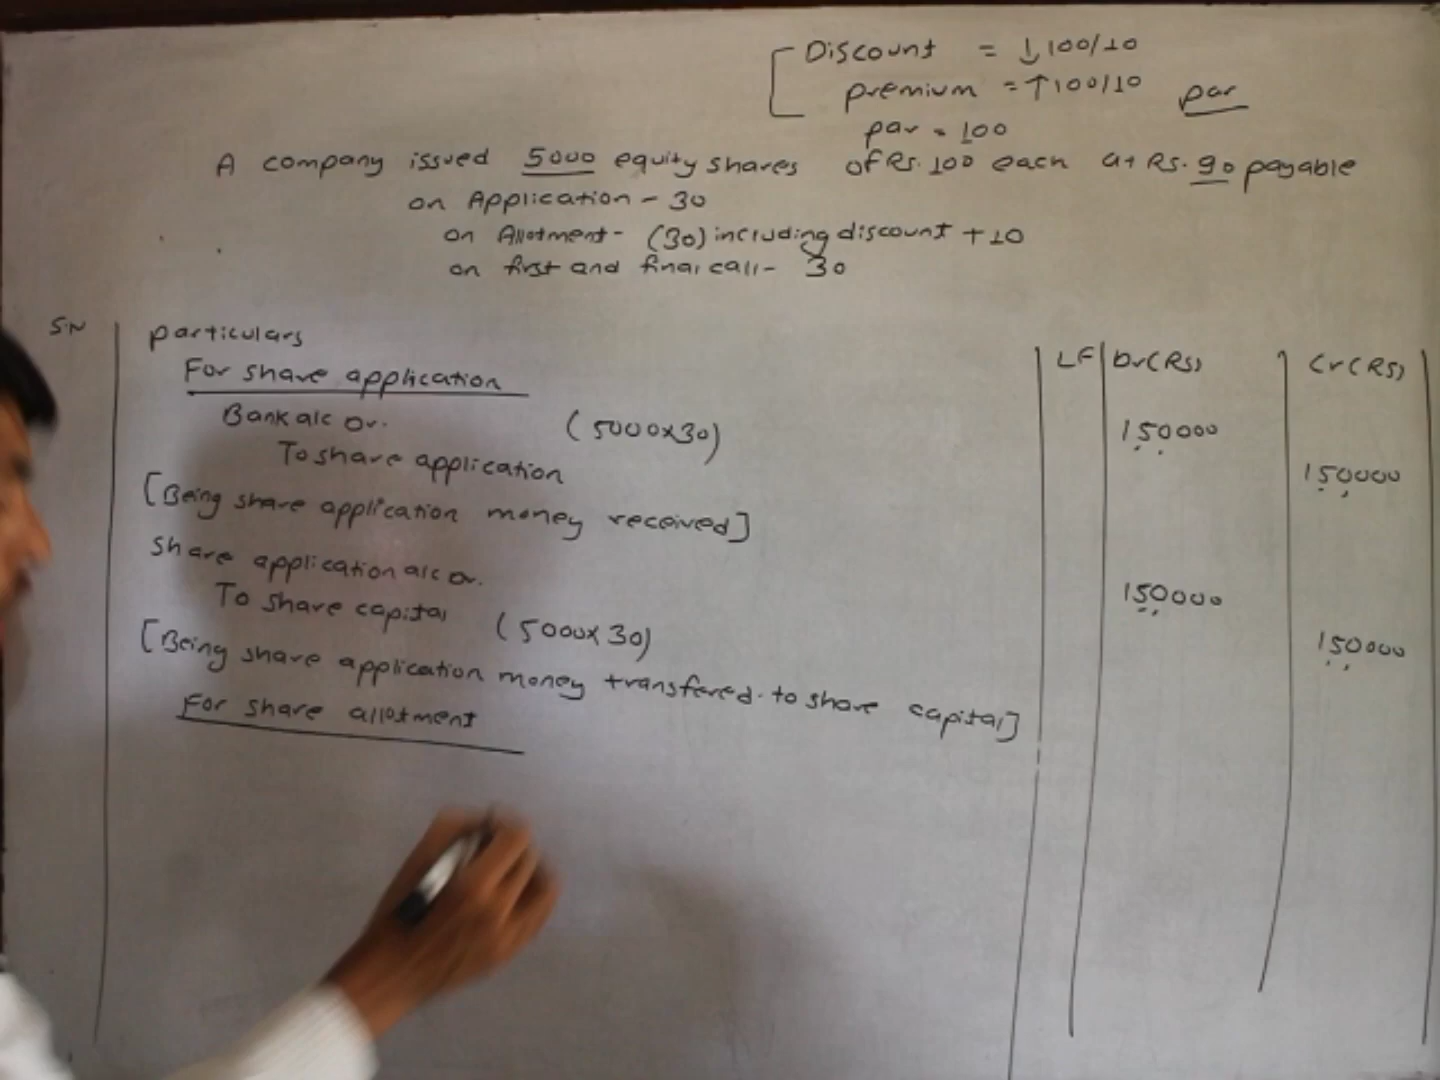 Discount = ↓100/10
premium = ↑100/10 par
par = 100
A company issued 5000 equity shares of Rs. 100 each at Rs. 90 payable
on Application - 30
on Allotment - (30) including discount + 10
on first and final call - 30
S.N particulars LF Dr(Rs) Cr(Rs)
For share application
Bank a/c Dr. (5000×30) 150000
To share application 150000
[Being share application money received]
share application a/c Dr. 150000
To share capital (5000×30) 150000
[Being share application money transfered to share capital]
For share allotment